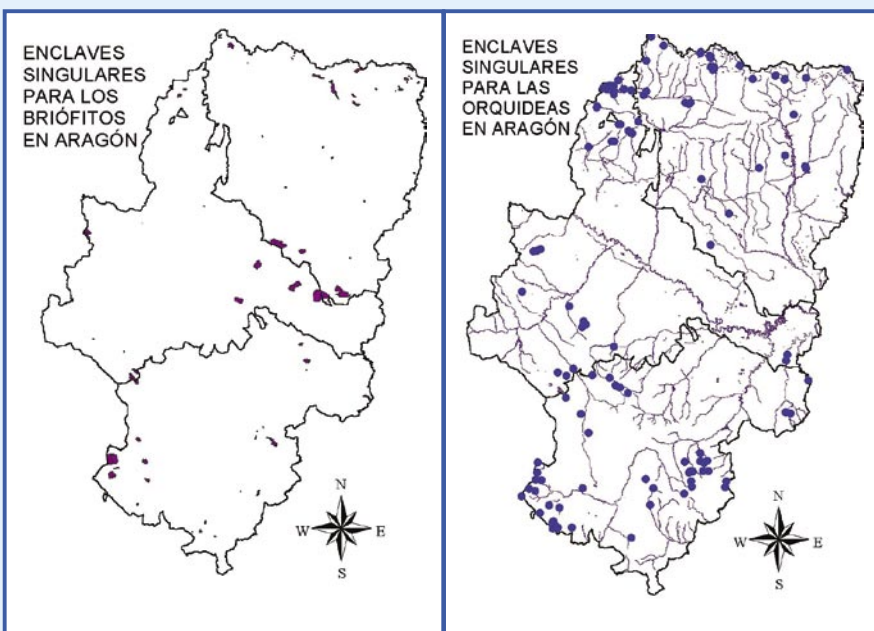 ENCLAVES
SINGULARES
PARA LOS
BRIÓFITOS
EN ARAGÓN
N
W E
S
ENCLAVES
SINGULARES
PARA LAS
ORQUIDEAS
EN ARAGÓN
N
W E
S